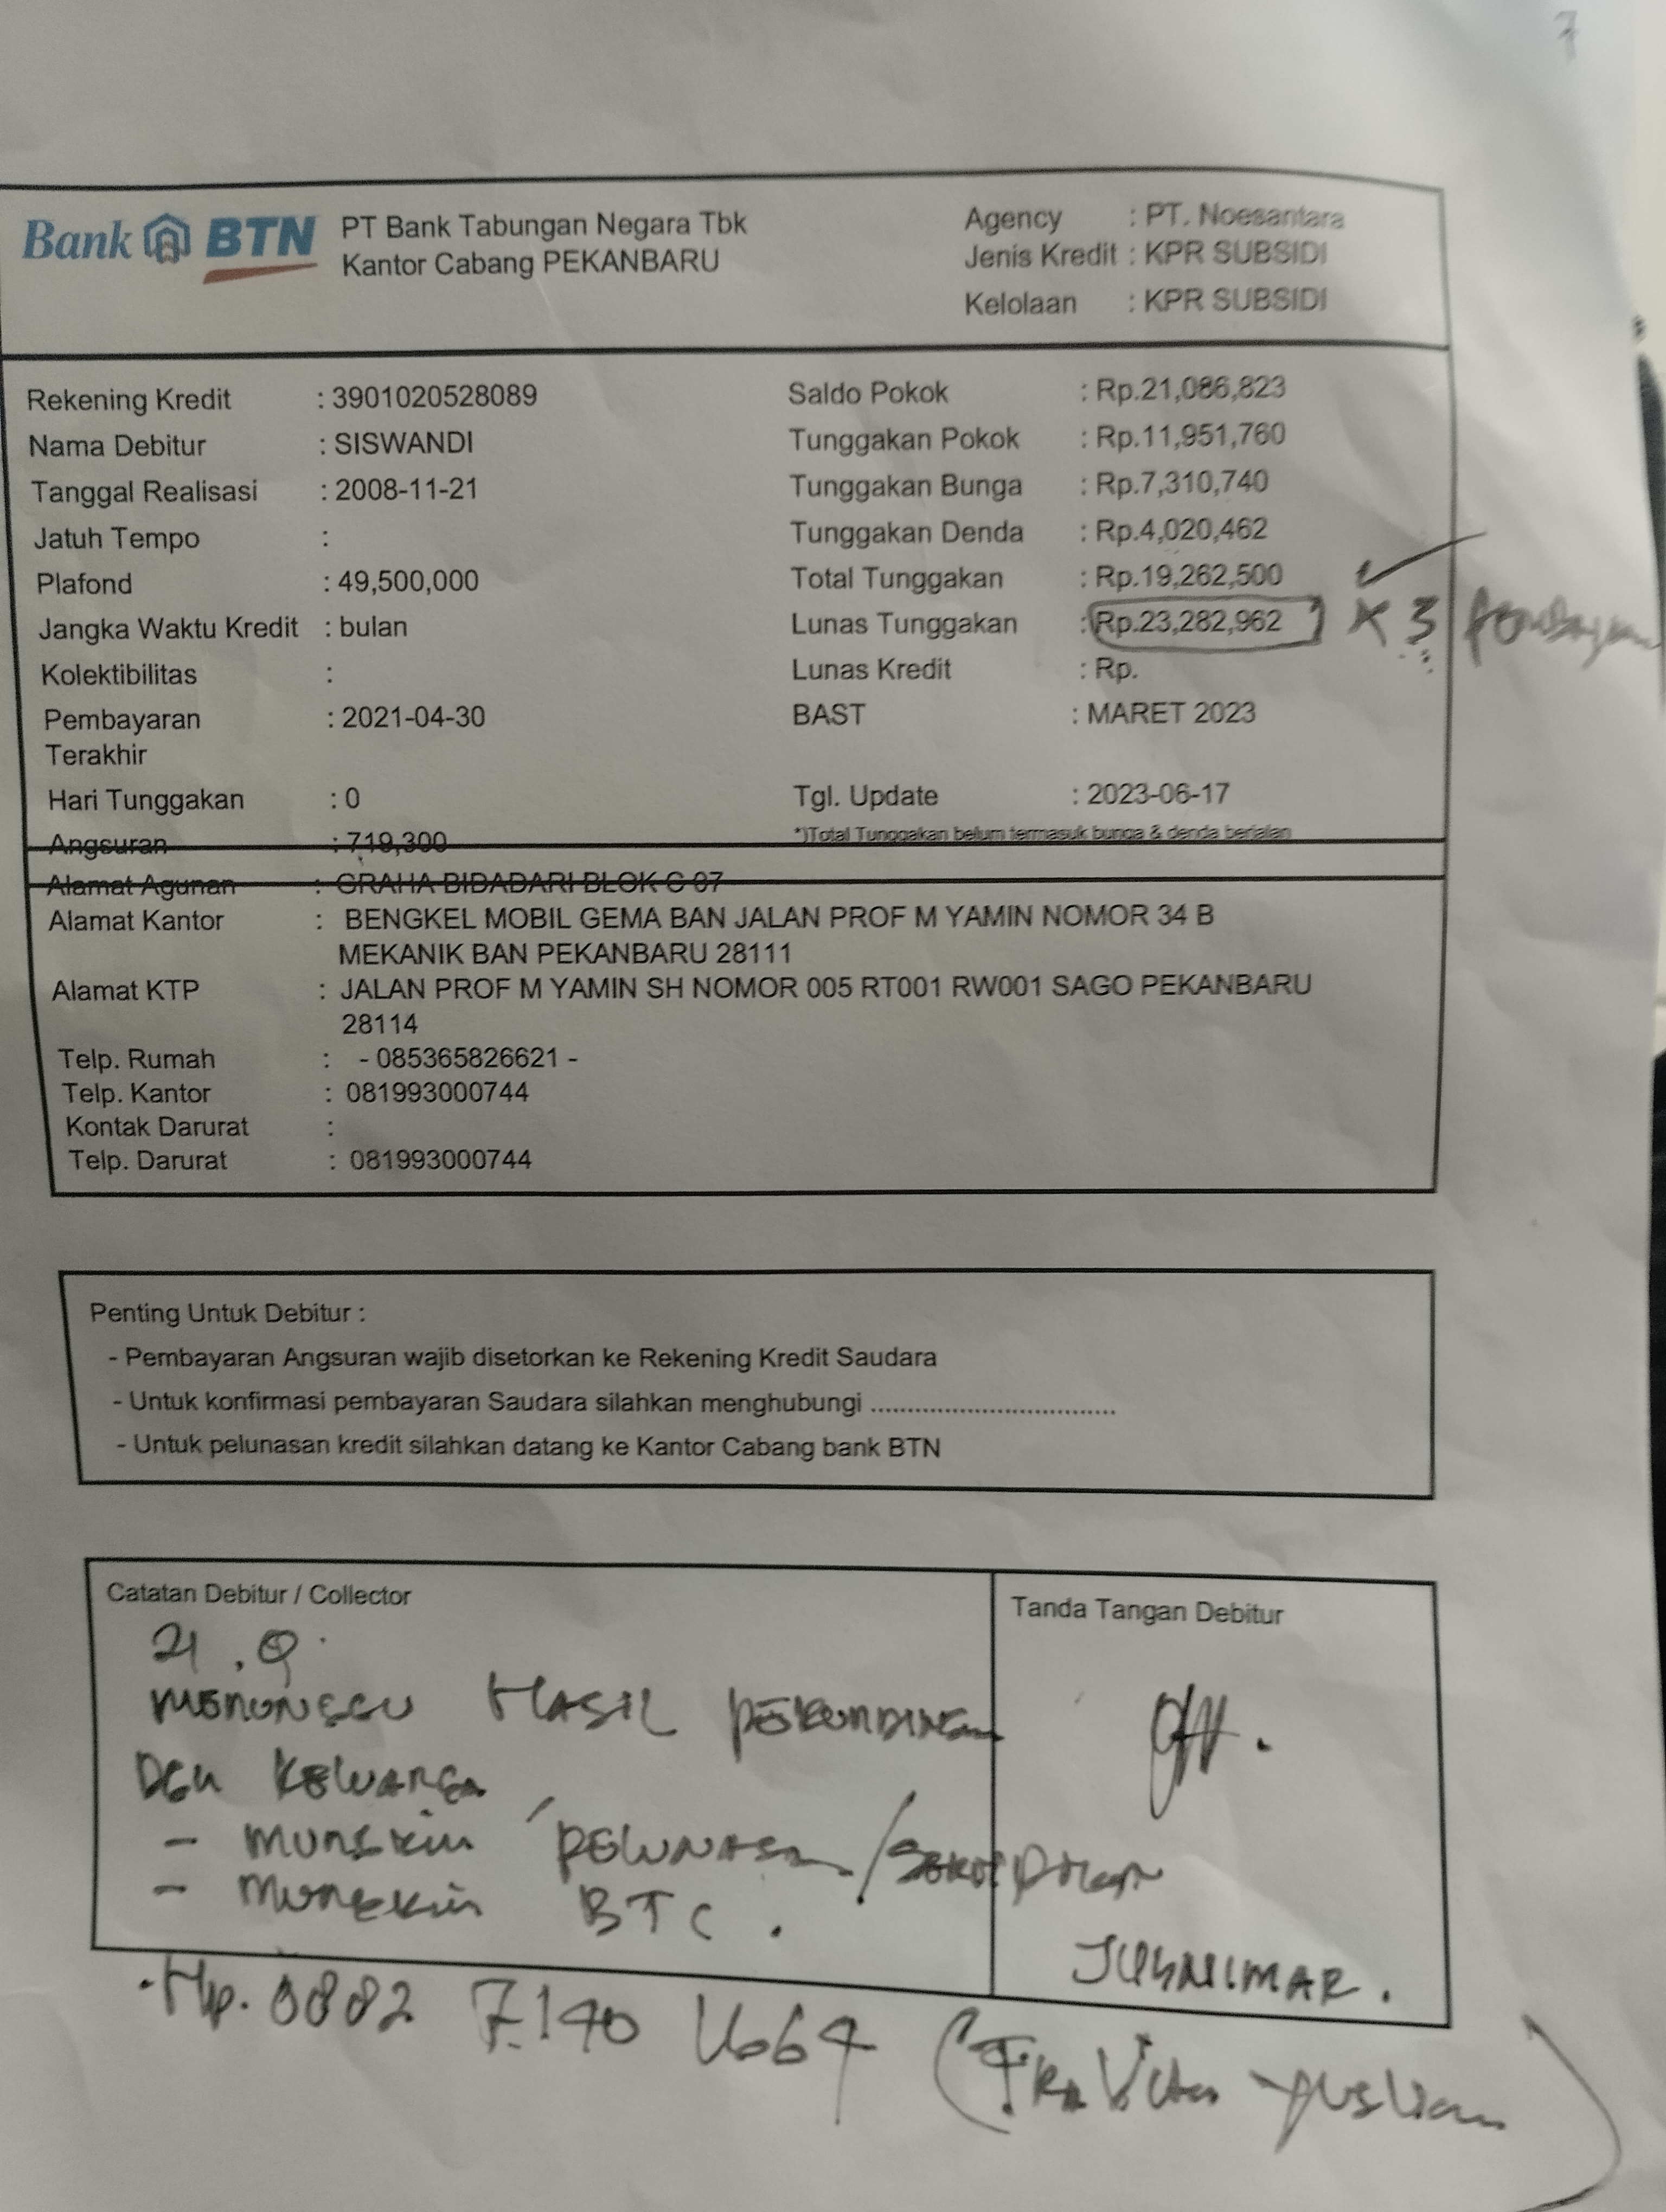 7
Bank BTN PT Bank Tabungan Negara Tbk
Kantor Cabang PEKANBARU
Agency : PT. Noesantara
Jenis Kredit : KPR SUBSIDI
Kelolaan : KPR SUBSIDI
Rekening Kredit : 3901020528089
Nama Debitur : SISWANDI
Tanggal Realisasi : 2008-11-21
Jatuh Tempo :
Plafond : 49,500,000
Jangka Waktu Kredit : bulan
Kolektibilitas :
Pembayaran : 2021-04-30
Terakhir
Hari Tunggakan : 0
Angsuran : 719,300
Saldo Pokok : Rp.21,086,823
Tunggakan Pokok : Rp.11,951,760
Tunggakan Bunga : Rp.7,310,740
Tunggakan Denda : Rp.4,020,462
Total Tunggakan : Rp.19,262,500
Lunas Tunggakan : Rp.23,282,962 x 3
Lunas Kredit : Rp.
BAST : MARET 2023
Tgl. Update : 2023-06-17
*)Total Tunggakan belum termasuk bunga & denda berjalan
Alamat Agunan : GRAHA BIDADARI BLOK C 07
Alamat Kantor : BENGKEL MOBIL GEMA BAN JALAN PROF M YAMIN NOMOR 34 B
MEKANIK BAN PEKANBARU 28111
Alamat KTP : JALAN PROF M YAMIN SH NOMOR 005 RT001 RW001 SAGO PEKANBARU
28114
Telp. Rumah : - 085365826621 -
Telp. Kantor : 081993000744
Kontak Darurat :
Telp. Darurat : 081993000744
Penting Untuk Debitur :
- Pembayaran Angsuran wajib disetorkan ke Rekening Kredit Saudara
- Untuk konfirmasi pembayaran Saudara silahkan menghubungi .................................
- Untuk pelunasan kredit silahkan datang ke Kantor Cabang bank BTN
Catatan Debitur / Collector
MENUNGGU HASIL PERUNDINGAN
DGN KELUARGA
- MUNGKIN PELUNASAN /
- MUNGKIN BTC .
Tanda Tangan Debitur
JUSNIMAR .
. Hp. 0882 7190 1664